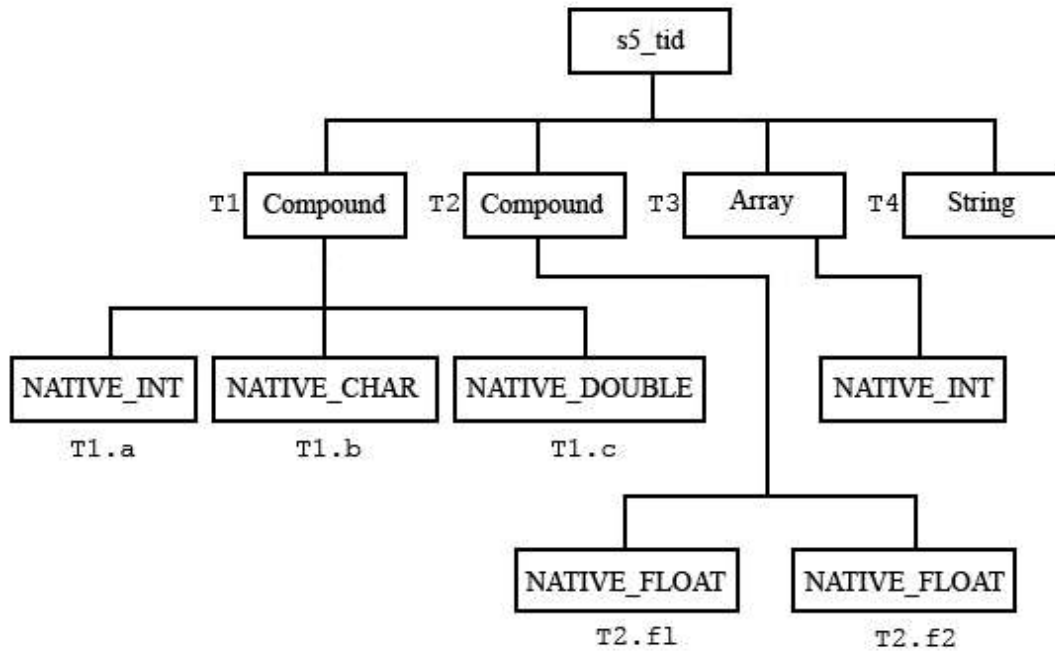 s5_tid
T1 Compound T2 Compound T3 Array T4 String
NATIVE_INT NATIVE_CHAR NATIVE_DOUBLE NATIVE_INT
T1.a T1.b T1.c
NATIVE_FLOAT NATIVE_FLOAT
T2.f1 T2.f2